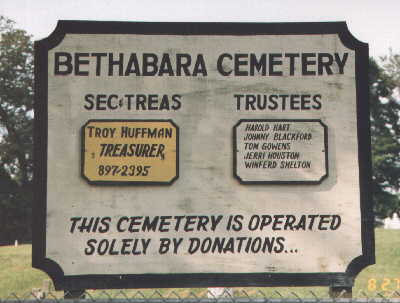 BETHABARA CEMETERY
SEC & TREAS
TROY HUFFMAN
TREASURER
897-2395
TRUSTEES
HAROLD HART
JOHNNY BLACKFORD
TOM GOWENS
JERRI HOUSTON
WINFERD SHELTON
THIS CEMETERY IS OPERATED
SOLELY BY DONATIONS...